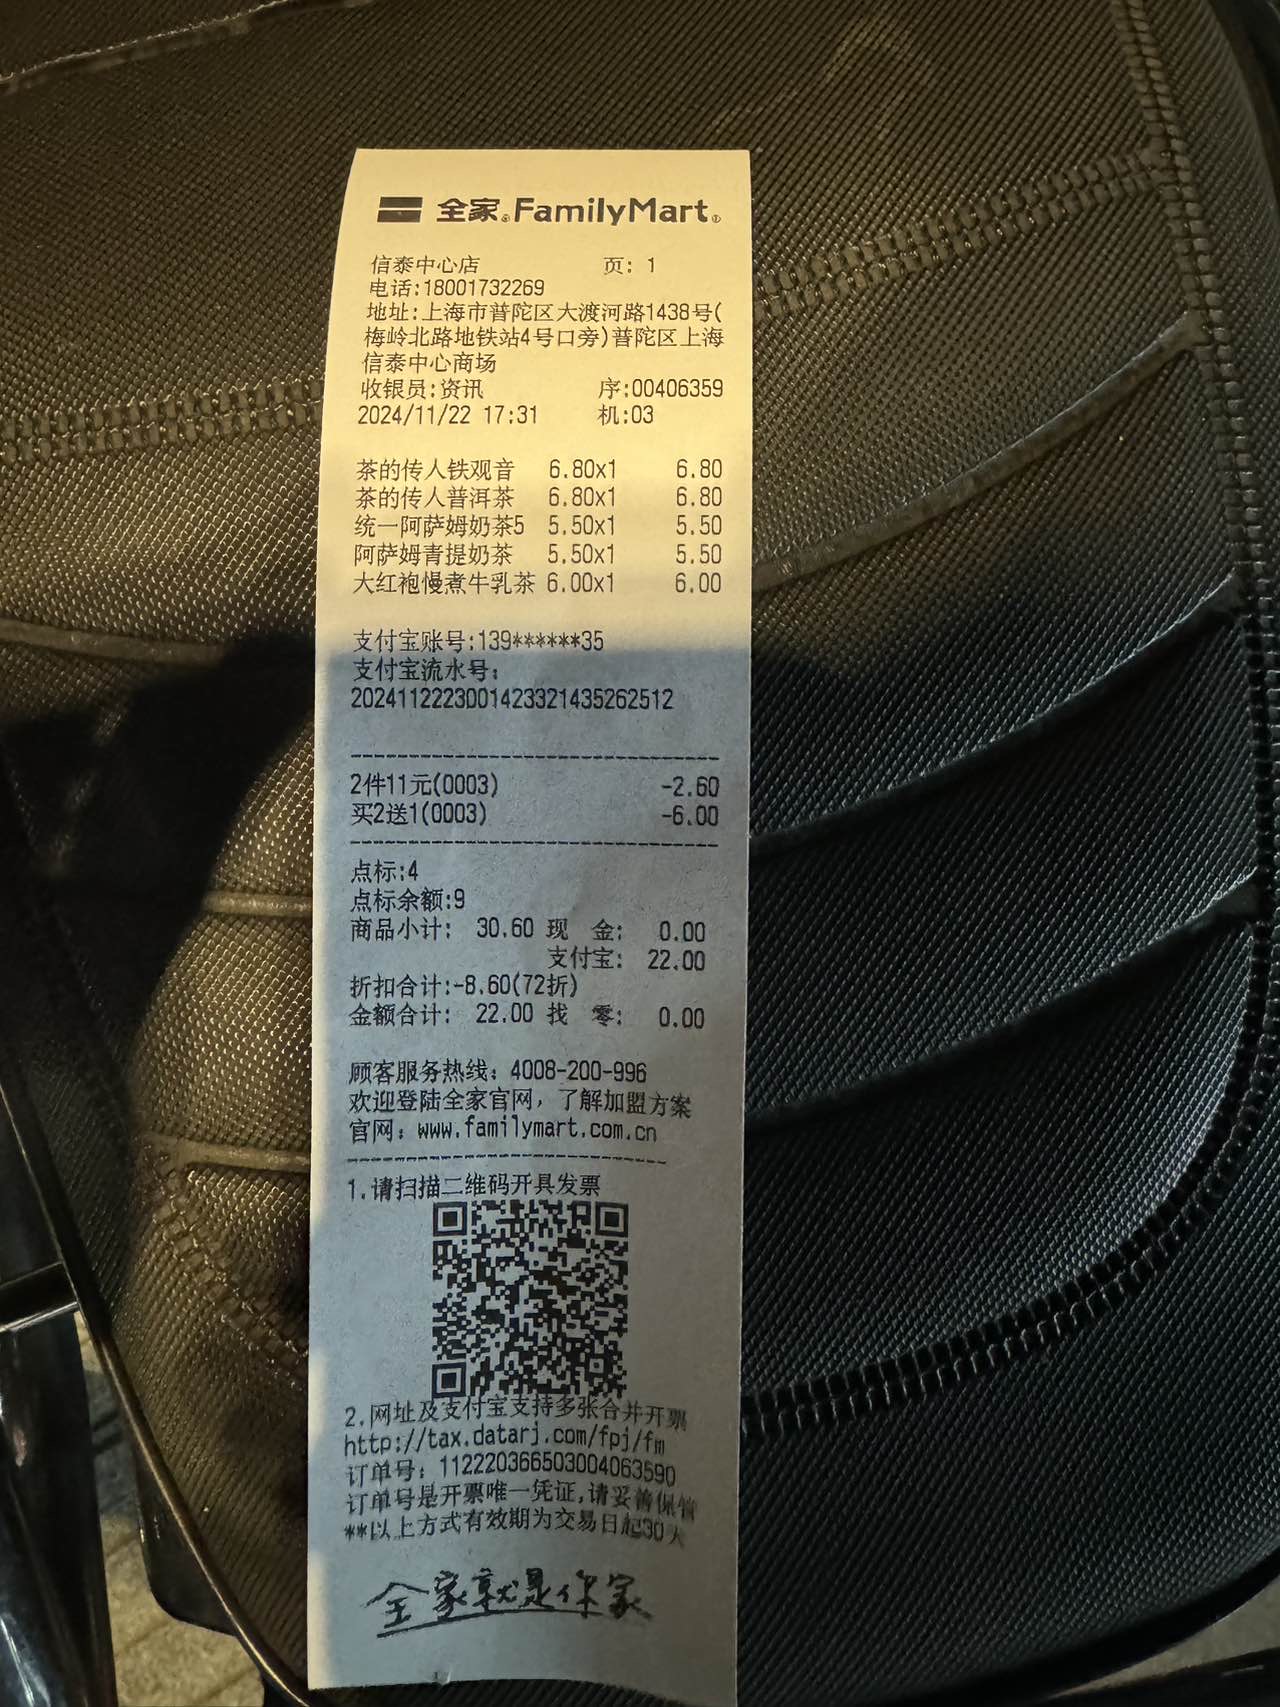 全家 FamilyMart
信泰中心店 页: 1
电话:18001732269
地址:上海市普陀区大渡河路1438号(
梅岭北路地铁站4号口旁)普陀区上海
信泰中心商场
收银员:资讯 序:00406359
2024/11/22 17:31 机:03
茶的传人铁观音 6.80x1 6.80
茶的传人普洱茶 6.80x1 6.80
统一阿萨姆奶茶5 5.50x1 5.50
阿萨姆青提奶茶 5.50x1 5.50
大红袍慢煮牛乳茶 6.00x1 6.00
支付宝账号:139******35
支付宝流水号:
2024112223001423321435262512
2件11元(0003) -2.60
买2送1(0003) -6.00
点标:4
点标余额:9
商品小计: 30.60 现 金: 0.00
支付宝: 22.00
折扣合计:-8.60(72折)
金额合计: 22.00 找 零: 0.00
顾客服务热线: 4008-200-996
欢迎登陆全家官网, 了解加盟方案
官网: www.familymart.com.cn
1.请扫描二维码开具发票
2.网址及支付宝支持多张合并开票
http://tax.datarj.com/fpj/fm
订单号: 112220366503004063590
订单号是开票唯一凭证,请妥善保管
**以上方式有效期为交易日起30天
全家就是你家